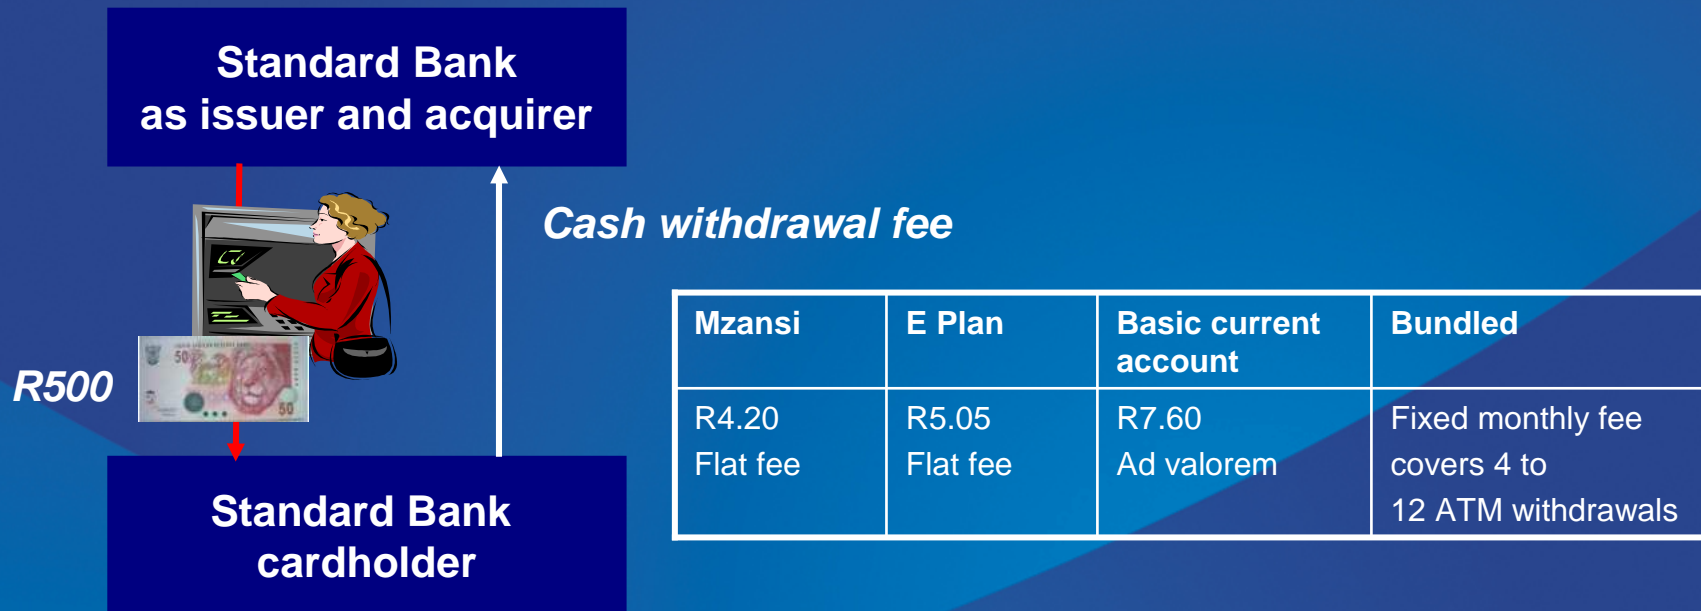 Standard Bank
as issuer and acquirer
Cash withdrawal fee
R500
50
50
Standard Bank
cardholder
Mzansi
E Plan
Basic current
account
Bundled
R4.20
Flat fee
R5.05
Flat fee
R7.60
Ad valorem
Fixed monthly fee
covers 4 to
12 ATM withdrawals